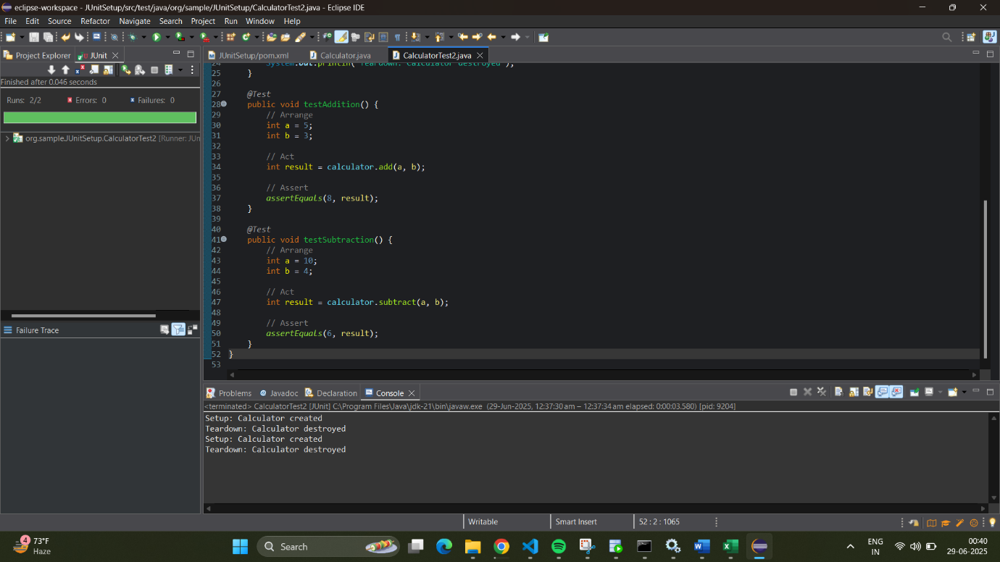 eclipse-workspace - JUnitSetup/src/test/java/org/sample/JUnitSetup/CalculatorTest2.java - Eclipse IDE
File Edit Source Refactor Navigate Search Project Run Window Help
Project Explorer JUnit
JUnitSetup/pom.xml Calculator.java CalculatorTest2.java
Finished after 0.046 seconds
Runs: 2/2 Errors: 0 Failures: 0
org.sample.JUnitSetup.CalculatorTest2 [Runner: JUn
Failure Trace
24 System.out.println("Teardown: Calculator destroyed");
25 }
26
27 @Test
28 public void testAddition() {
29 // Arrange
30 int a = 5;
31 int b = 3;
32
33 // Act
34 int result = calculator.add(a, b);
35
36 // Assert
37 assertEquals(8, result);
38 }
39
40 @Test
41 public void testSubtraction() {
42 // Arrange
43 int a = 10;
44 int b = 4;
45
46 // Act
47 int result = calculator.subtract(a, b);
48
49 // Assert
50 assertEquals(6, result);
51 }
52 }
53
Problems Javadoc Declaration Console
<terminated> CalculatorTest2 [JUnit] C:\Program Files\Java\jdk-21\bin\javaw.exe (29-Jun-2025, 12:37:30 am – 12:37:34 am elapsed: 0:00:03.580) [pid: 9204]
Setup: Calculator created
Teardown: Calculator destroyed
Setup: Calculator created
Teardown: Calculator destroyed
Writable Smart Insert 52 : 2 : 1065
4
73°F
Haze
Search
ENG
IN
00:40
29-06-2025